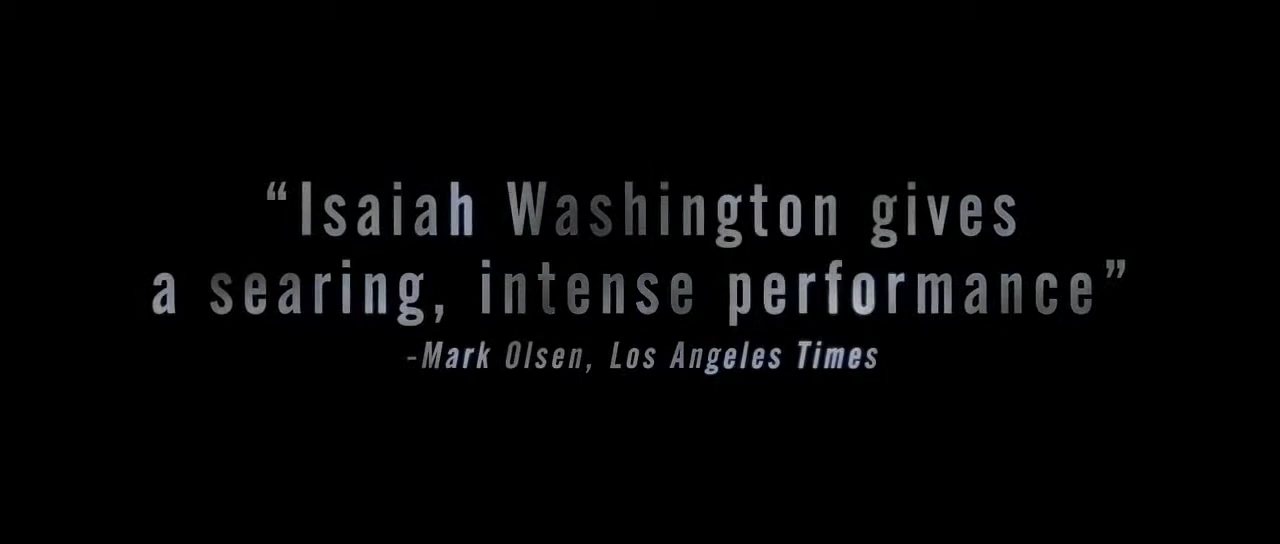 “Isaiah Washington gives
a searing, intense performance”
-Mark Olsen, Los Angeles Times